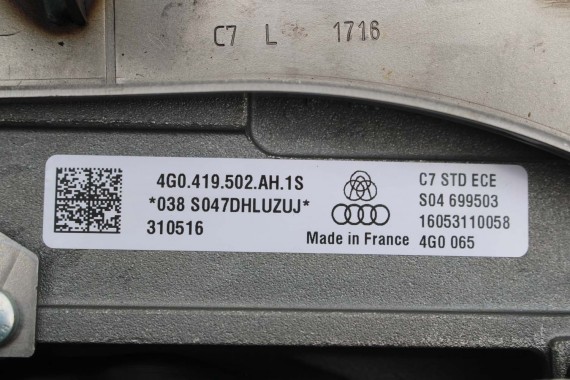 C7 L 1716
4G0.419.502.AH.1S
*038 S047DHLUZUJ*
310516
Made in France
C7 STD ECE
S04 699503
16053110058
4G0 065